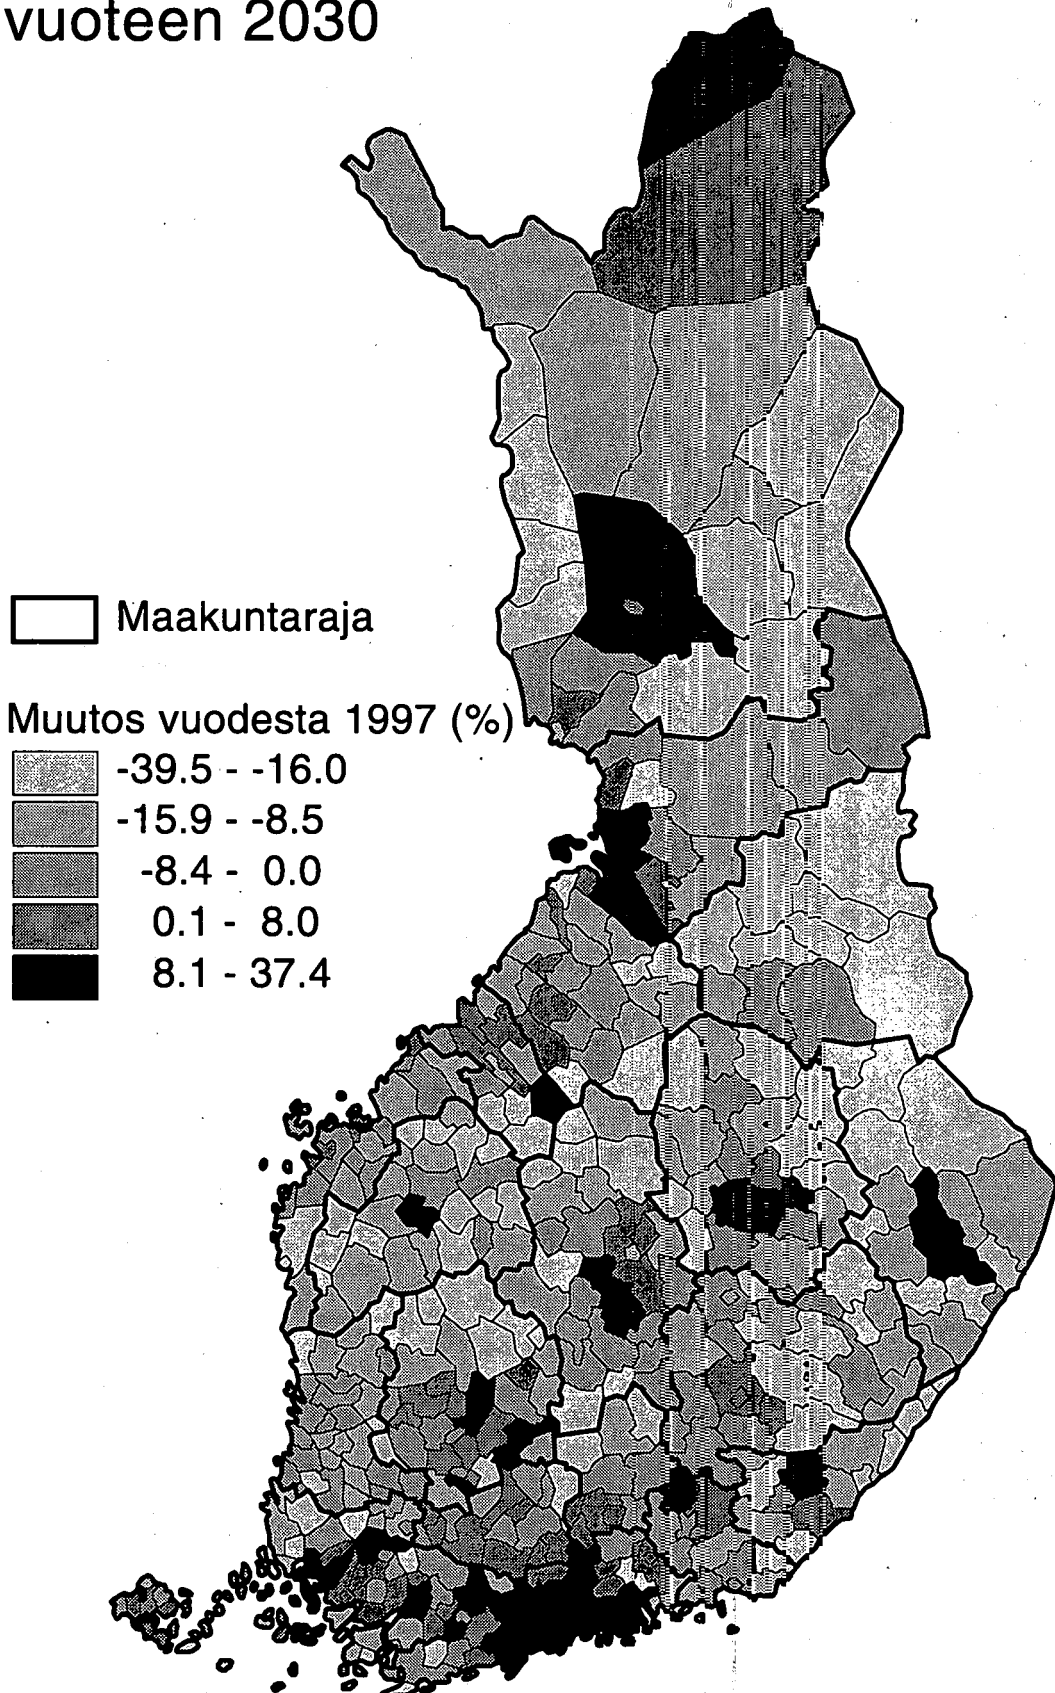 vuoteen 2030
Maakuntaraja
Muutos vuodesta 1997 (%)
-39.5 - -16.0
-15.9 - -8.5
-8.4 - 0.0
0.1 - 8.0
8.1 - 37.4